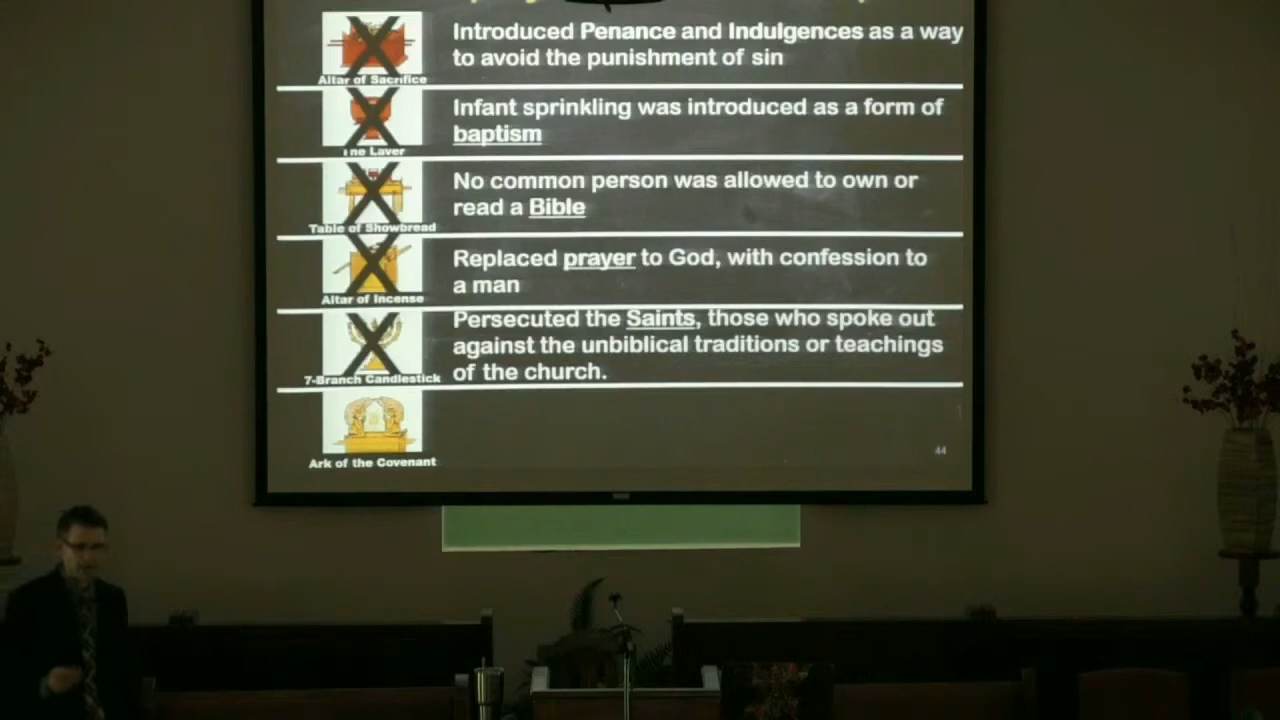 Introduced Penance and Indulgences as a way
to avoid the punishment of sin
Altar of Sacrifice
Infant sprinkling was introduced as a form of
baptism
The Laver
No common person was allowed to own or
read a Bible
Table of Showbread
Replaced prayer to God, with confession to
a man
Altar of Incense
Persecuted the Saints, those who spoke out
against the unbiblical traditions or teachings
of the church.
7-Branch Candlestick
Ark of the Covenant
44